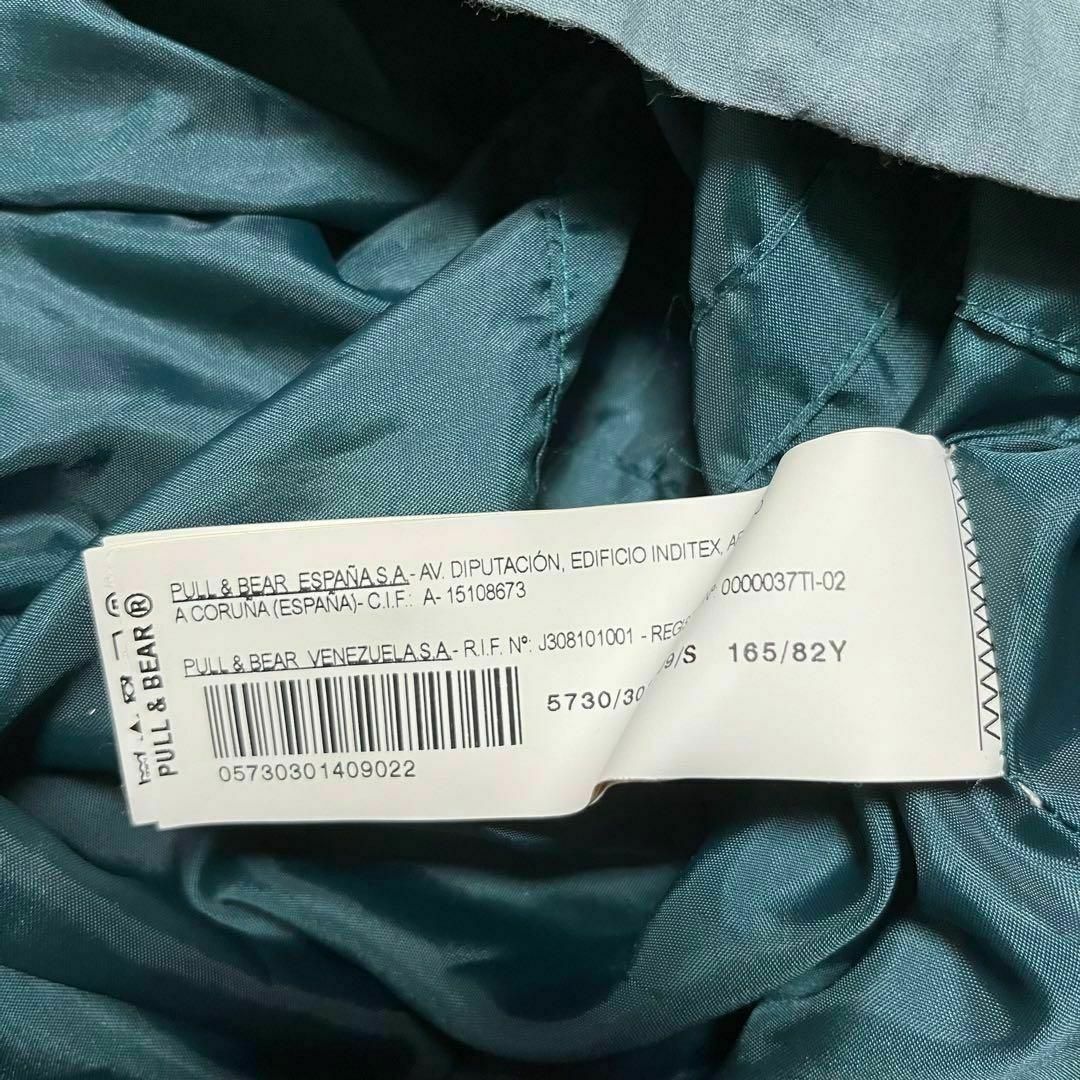 PULL & BEAR ESPAÑA.S.A.- AV. DIPUTACIÓN, EDIFICIO INDITEX,
A CORUÑA (ESPAÑA)- C.I.F.: A- 15108673
PULL & BEAR VENEZUELA.S.A.- R.I.F. Nº: J308101001 - 0000037TI-02
5730/30 9/S 165/82Y
05730301409022
PULL & BEAR®